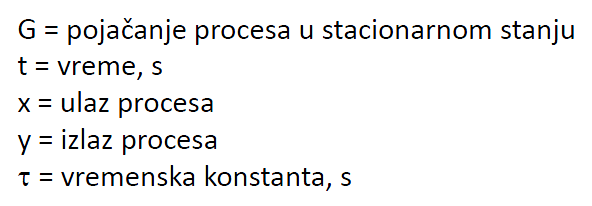 G = pojačanje procesa u stacionarnom stanju
t = vreme, s
x = ulaz procesa
y = izlaz procesa
τ = vremenska konstanta, s